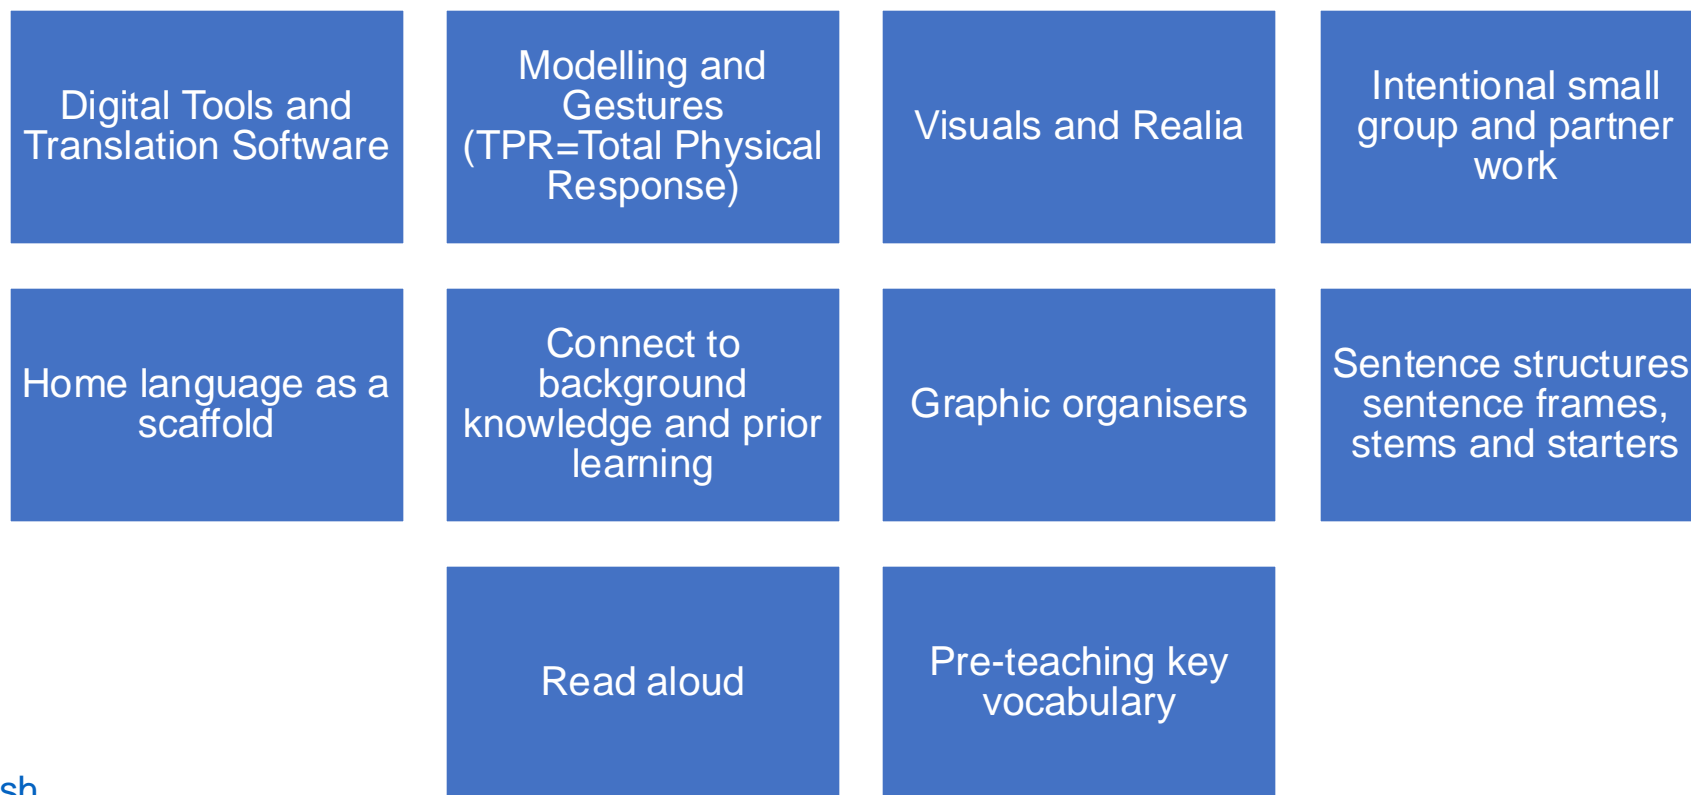 Digital Tools and
Translation Software
Modelling and
Gestures
(TPR=Total Physical
Response)
Visuals and Realia
Intentional small
group and partner
work
Home language as a
scaffold
Connect to
background
knowledge and prior
learning
Graphic organisers
Sentence structures
sentence frames,
stems and starters
Read aloud
Pre-teaching key
vocabulary